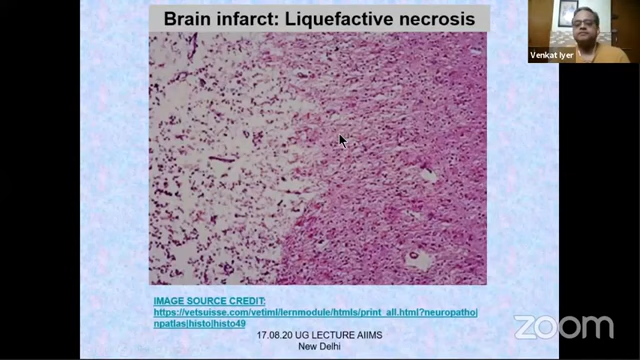 Brain infarct: Liquefactive necrosis
Venkat Iyer
IMAGE SOURCE CREDIT:
https://vetsuisse.com/vetiml/lernmodule/htmls/print_all.html?neuropathol
npatlas|histo|histo49
17.08.20 UG LECTURE AIIMS
New Delhi
zoom